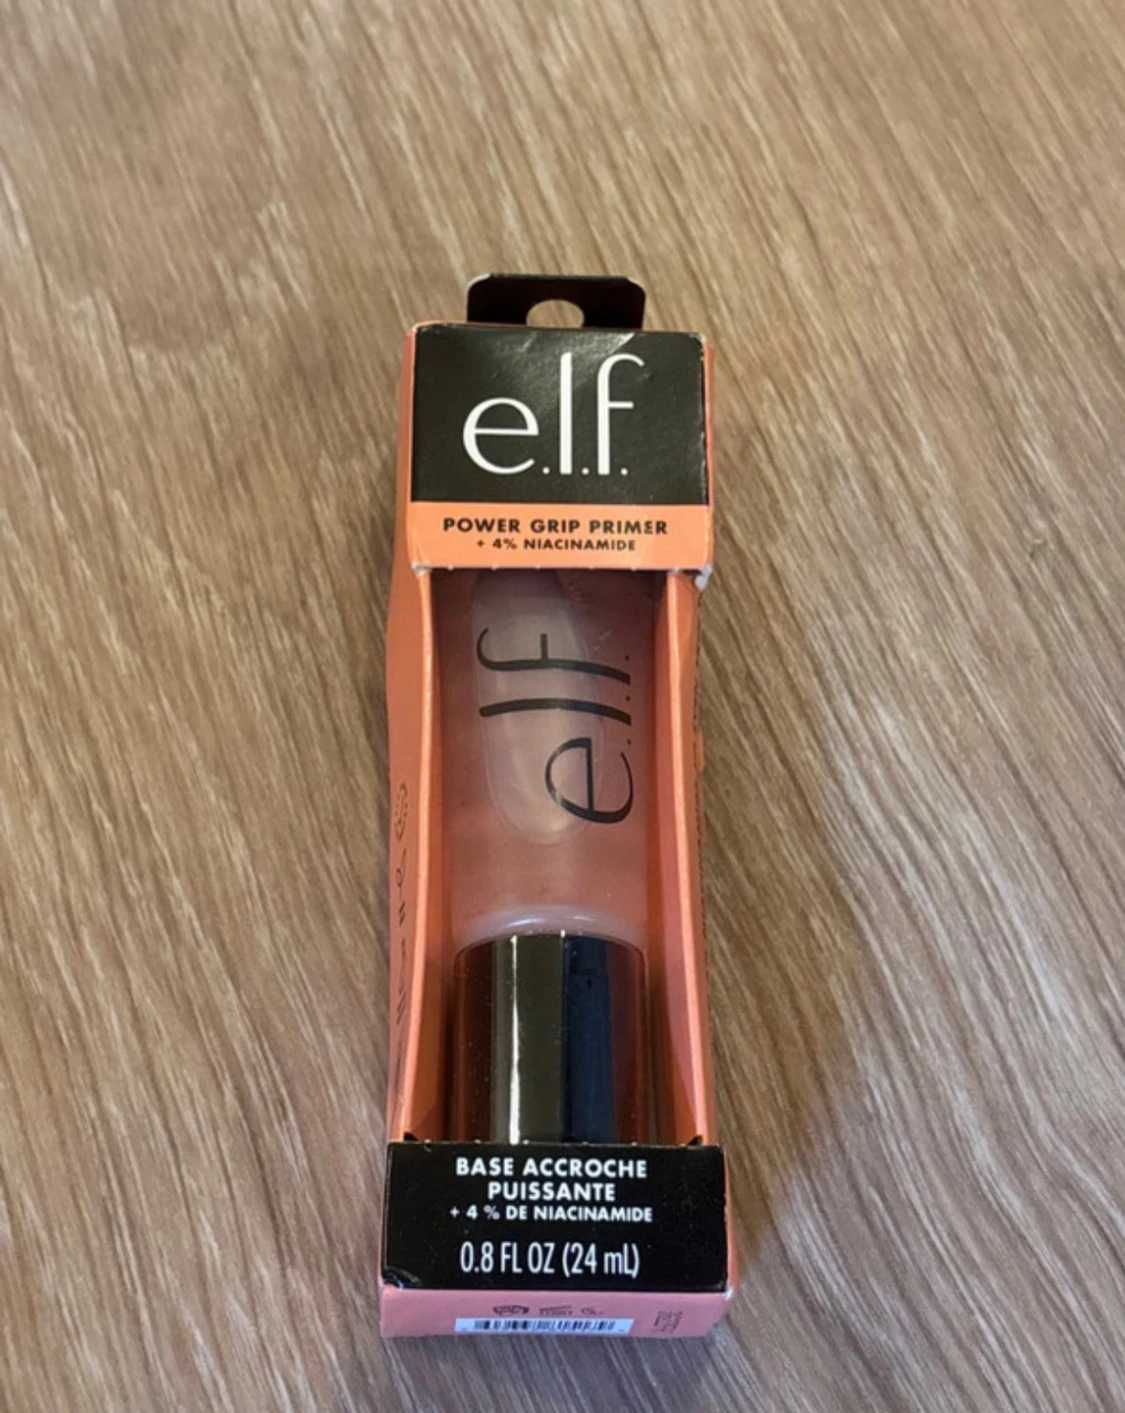 e.l.f.
POWER GRIP PRIMER
+ 4% NIACINAMIDE
e.l.f.
BASE ACCROCHE
PUISSANTE
+ 4 % DE NIACINAMIDE
0.8 FL OZ (24 mL)